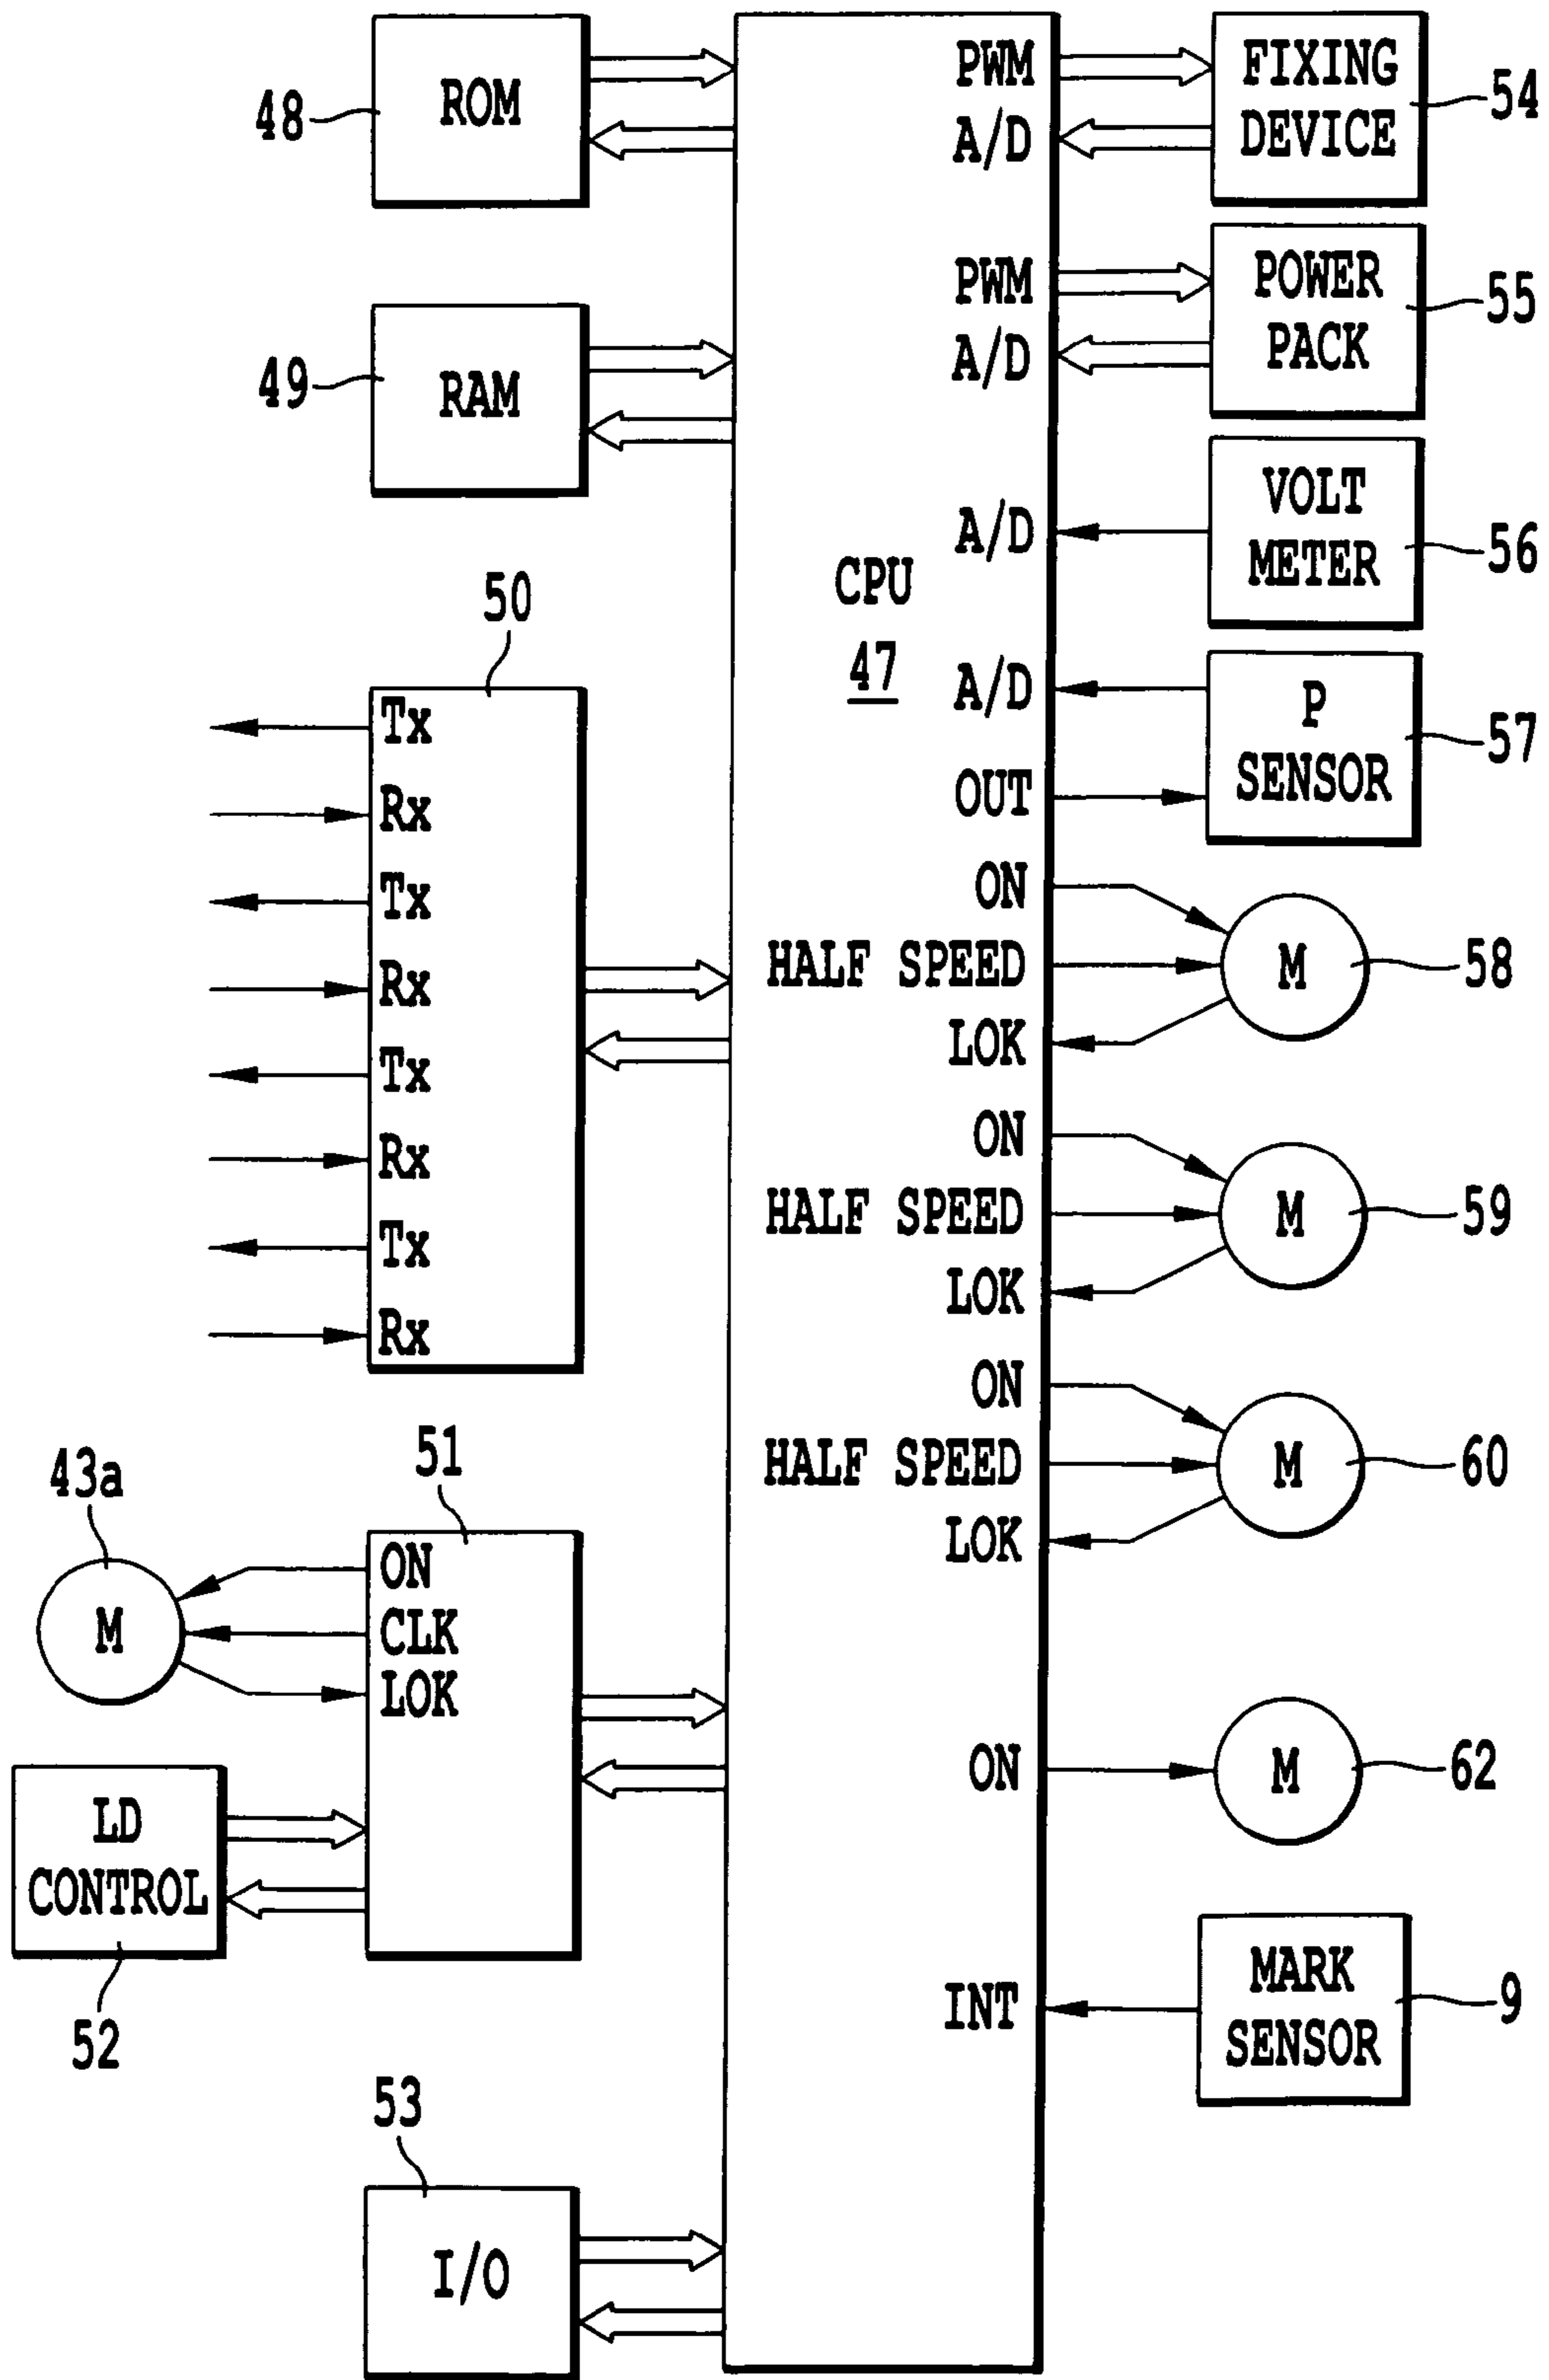 48
ROM
49
RAM
50
Tx
Rx
Tx
Rx
Tx
Rx
Tx
Rx
43a
M
51
ON
CLK
LOK
LD
CONTROL
52
53
I/O
CPU
47
PWM
A/D
PWM
A/D
A/D
A/D
OUT
ON
HALF SPEED
LOK
ON
HALF SPEED
LOK
ON
HALF SPEED
LOK
ON
INT
FIXING
DEVICE
54
POWER
PACK
55
VOLT
METER
56
P
SENSOR
57
M
58
M
59
M
60
M
62
MARK
SENSOR
9